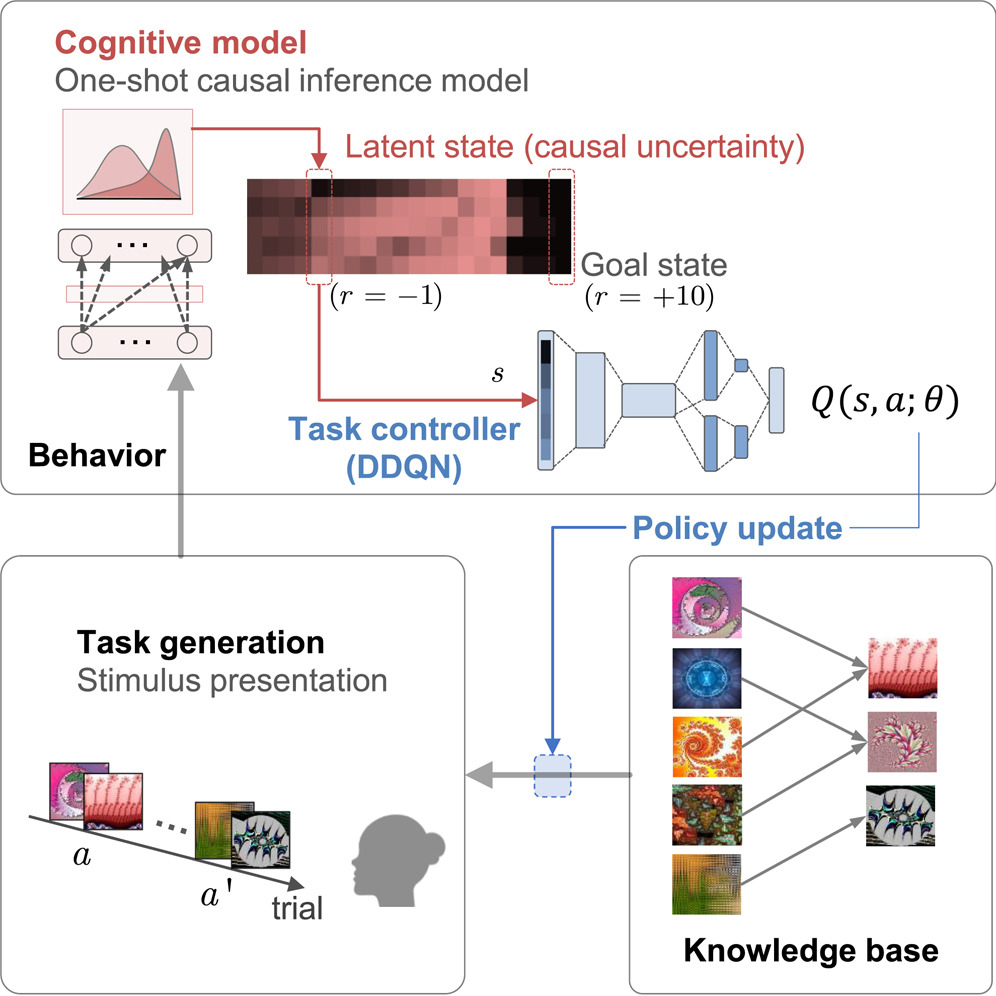 Cognitive model
One-shot causal inference model
Latent state (causal uncertainty)
Goal state
(r = −1)
(r = +10)
s
Q(s, a; θ)
Task controller
(DDQN)
Behavior
Policy update
Task generation
Stimulus presentation
a
a'
trial
Knowledge base